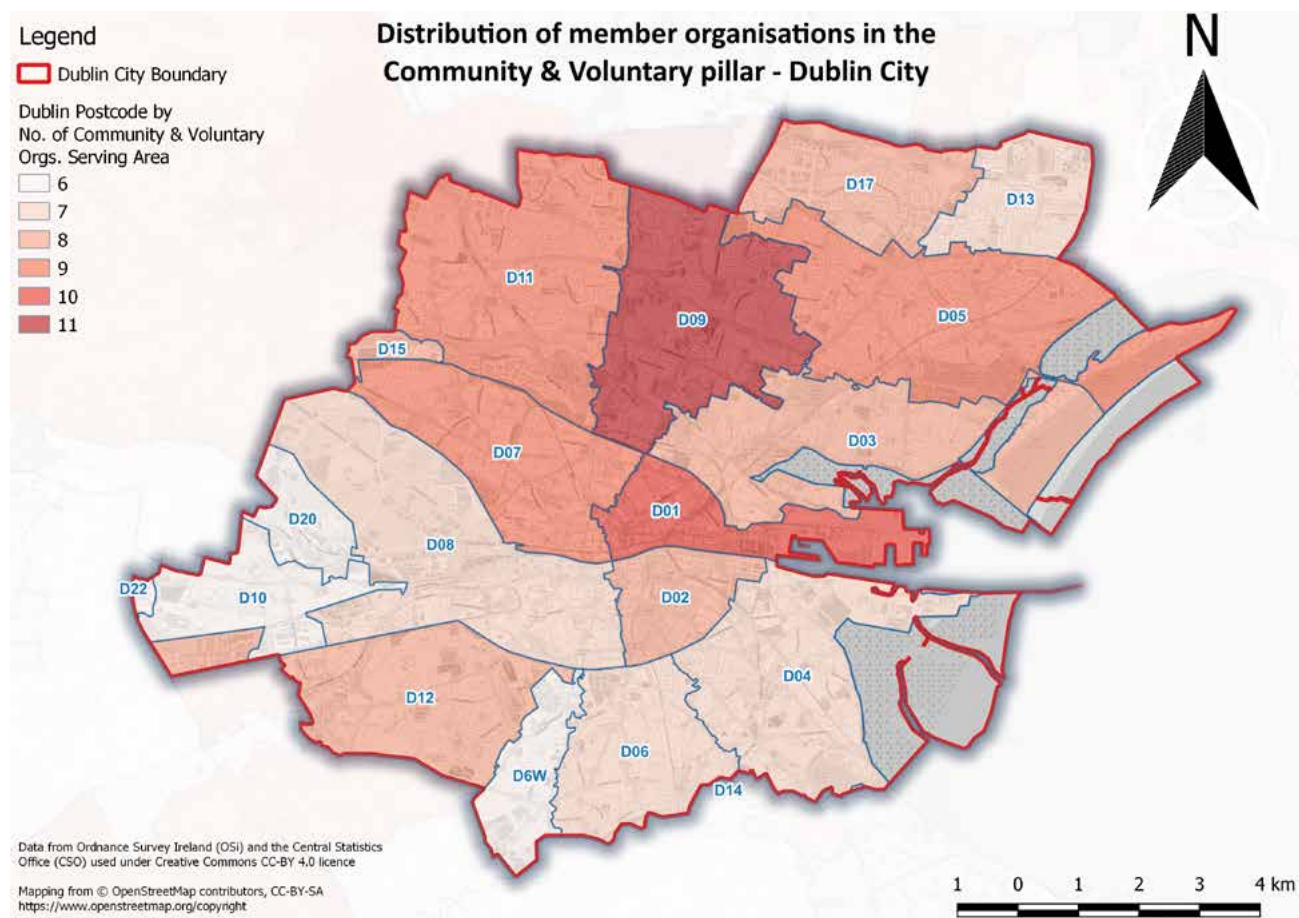 Distribution of member organisations in the
Community & Voluntary pillar - Dublin City
Legend
Dublin City Boundary
Dublin Postcode by
No. of Community & Voluntary
Orgs. Serving Area
6
7
8
9
10
11
N
D17
D13
D11
D09
D05
D15
D03
D07
D01
D20
D08
D22
D10
D02
D04
D12
D06
D6W
D14
Data from Ordnance Survey Ireland (OSi) and the Central Statistics
Office (CSO) used under Creative Commons CC-BY 4.0 licence
Mapping from © OpenStreetMap contributors, CC-BY-SA
https://www.openstreetmap.org/copyright
1 0 1 2 3 4 km